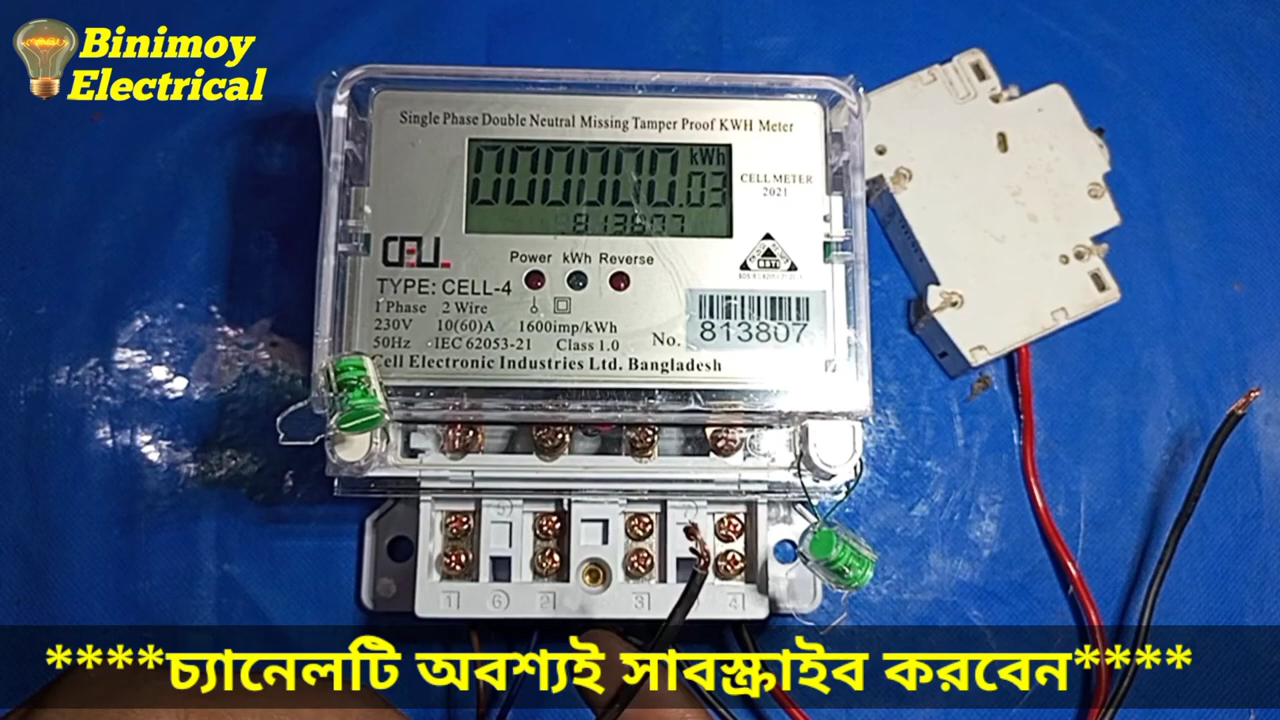 Binimoy
Electrical
Single Phase Double Neutral Missing Tamper Proof KWH Meter
000000.03 kWh
813807
CELL METER
2021
CELL
Power kWh Reverse
BSTI
TYPE: CELL-4
1 Phase 2 Wire
230V 10(60)A 1600imp/kWh
50Hz IEC 62053-21 Class 1.0
No. 813807
Cell Electronic Industries Ltd. Bangladesh
1 6 2 3 4
****চ্যানেলটি অবশ্যই সাবস্ক্রাইব করবেন****